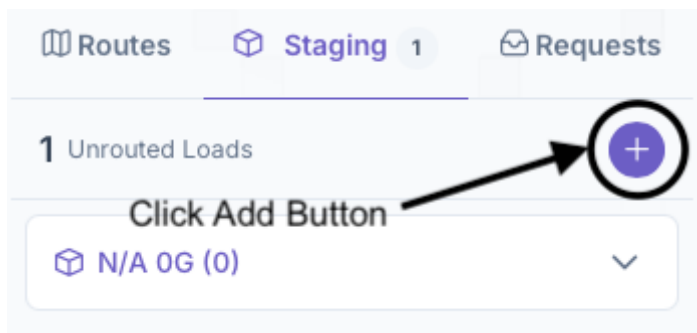 Routes Staging 1 Requests
1 Unrouted Loads
Click Add Button
N/A 0G (0)